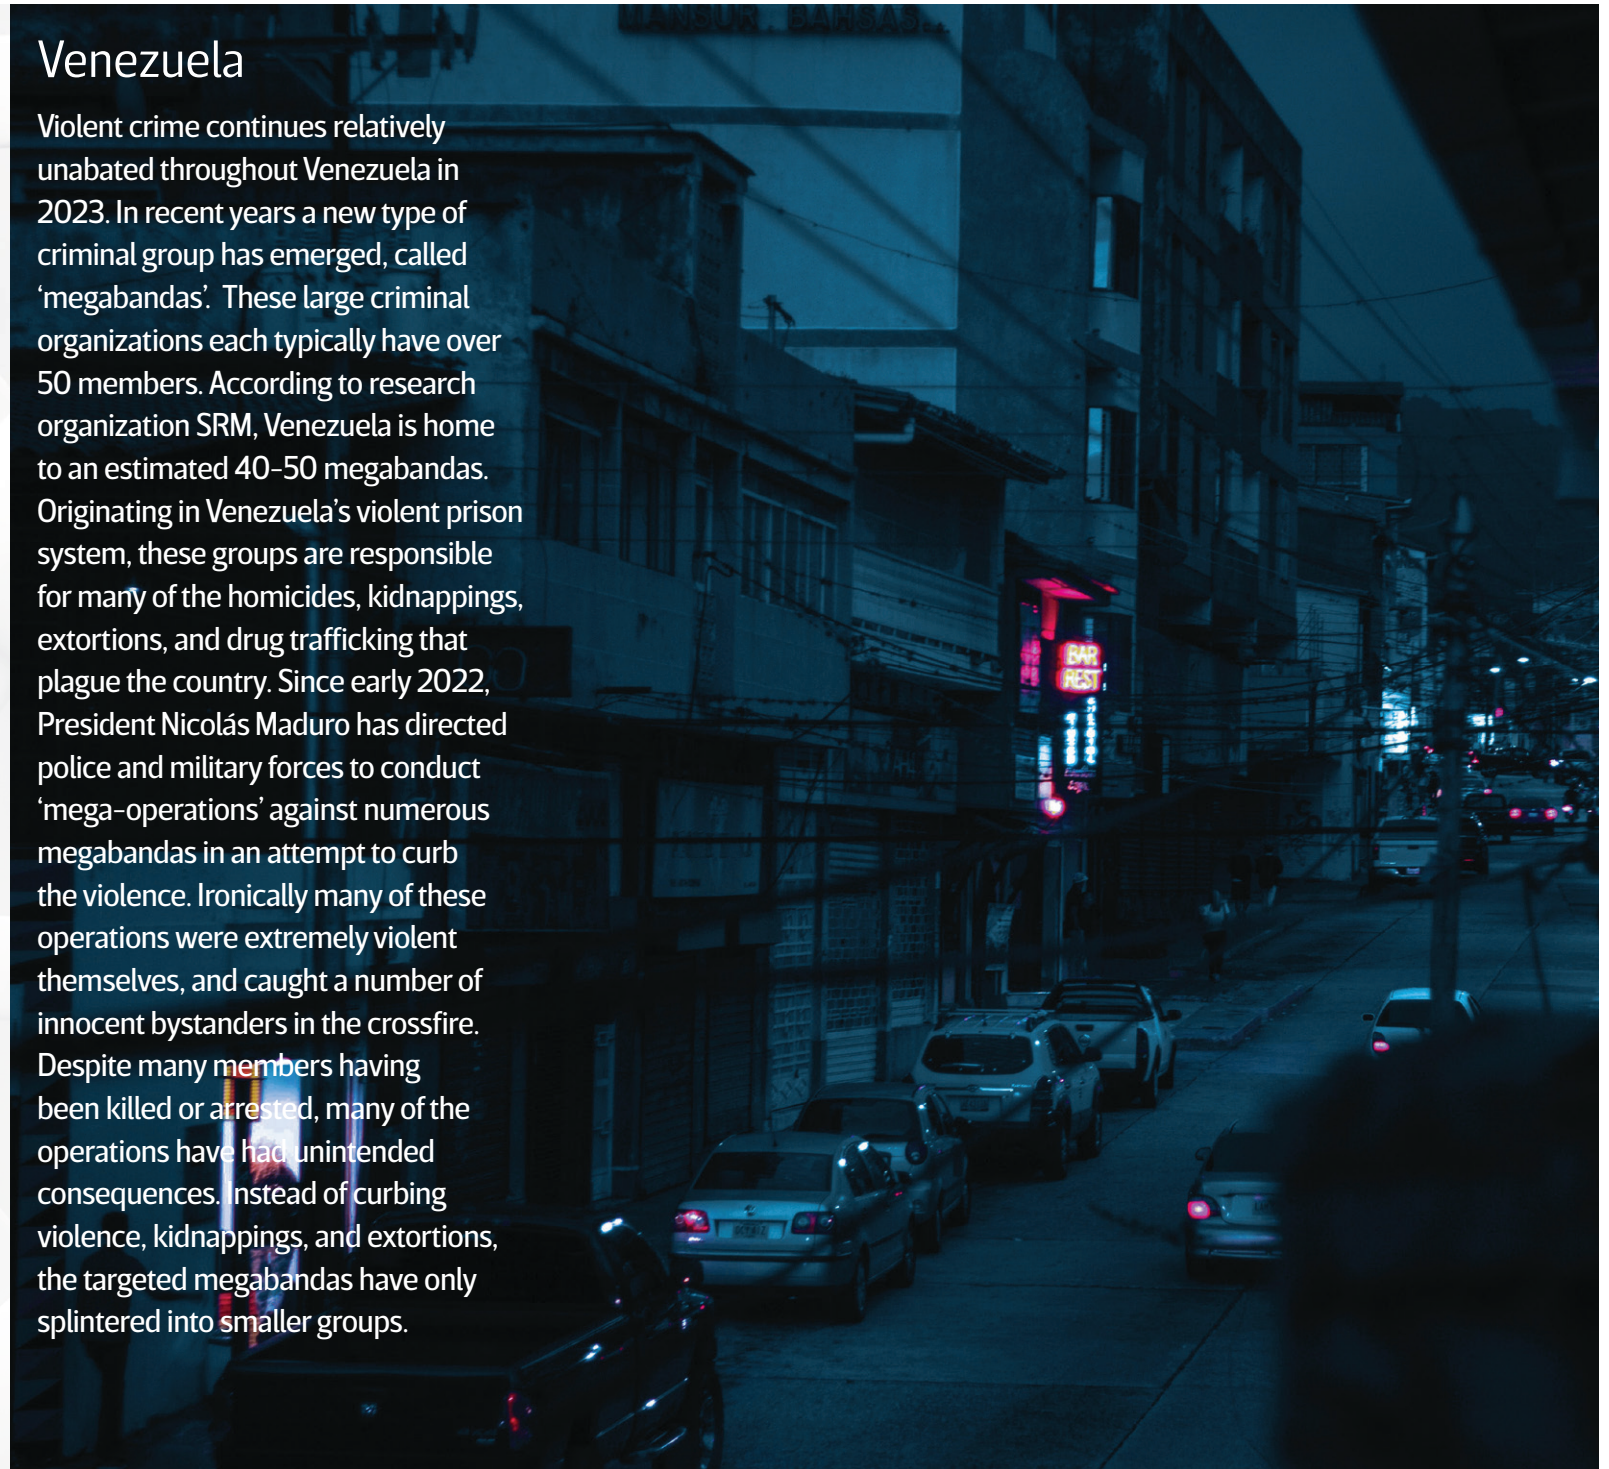 MANSUR . BAHSAS
Venezuela
Violent crime continues relatively
unabated throughout Venezuela in
2023. In recent years a new type of
criminal group has emerged, called
‘megabandas’.  These large criminal
organizations each typically have over
50 members. According to research
organization SRM, Venezuela is home
to an estimated 40-50 megabandas.
Originating in Venezuela’s violent prison
system, these groups are responsible
for many of the homicides, kidnappings,
extortions, and drug trafficking that
plague the country. Since early 2022,
President Nicolás Maduro has directed
police and military forces to conduct
‘mega-operations’ against numerous
megabandas in an attempt to curb
the violence. Ironically many of these
operations were extremely violent
themselves, and caught a number of
innocent bystanders in the crossfire.
Despite many members having
been killed or arrested, many of the
operations have had unintended
consequences. Instead of curbing
violence, kidnappings, and extortions,
the targeted megabandas have only
splintered into smaller groups.
BAR
REST